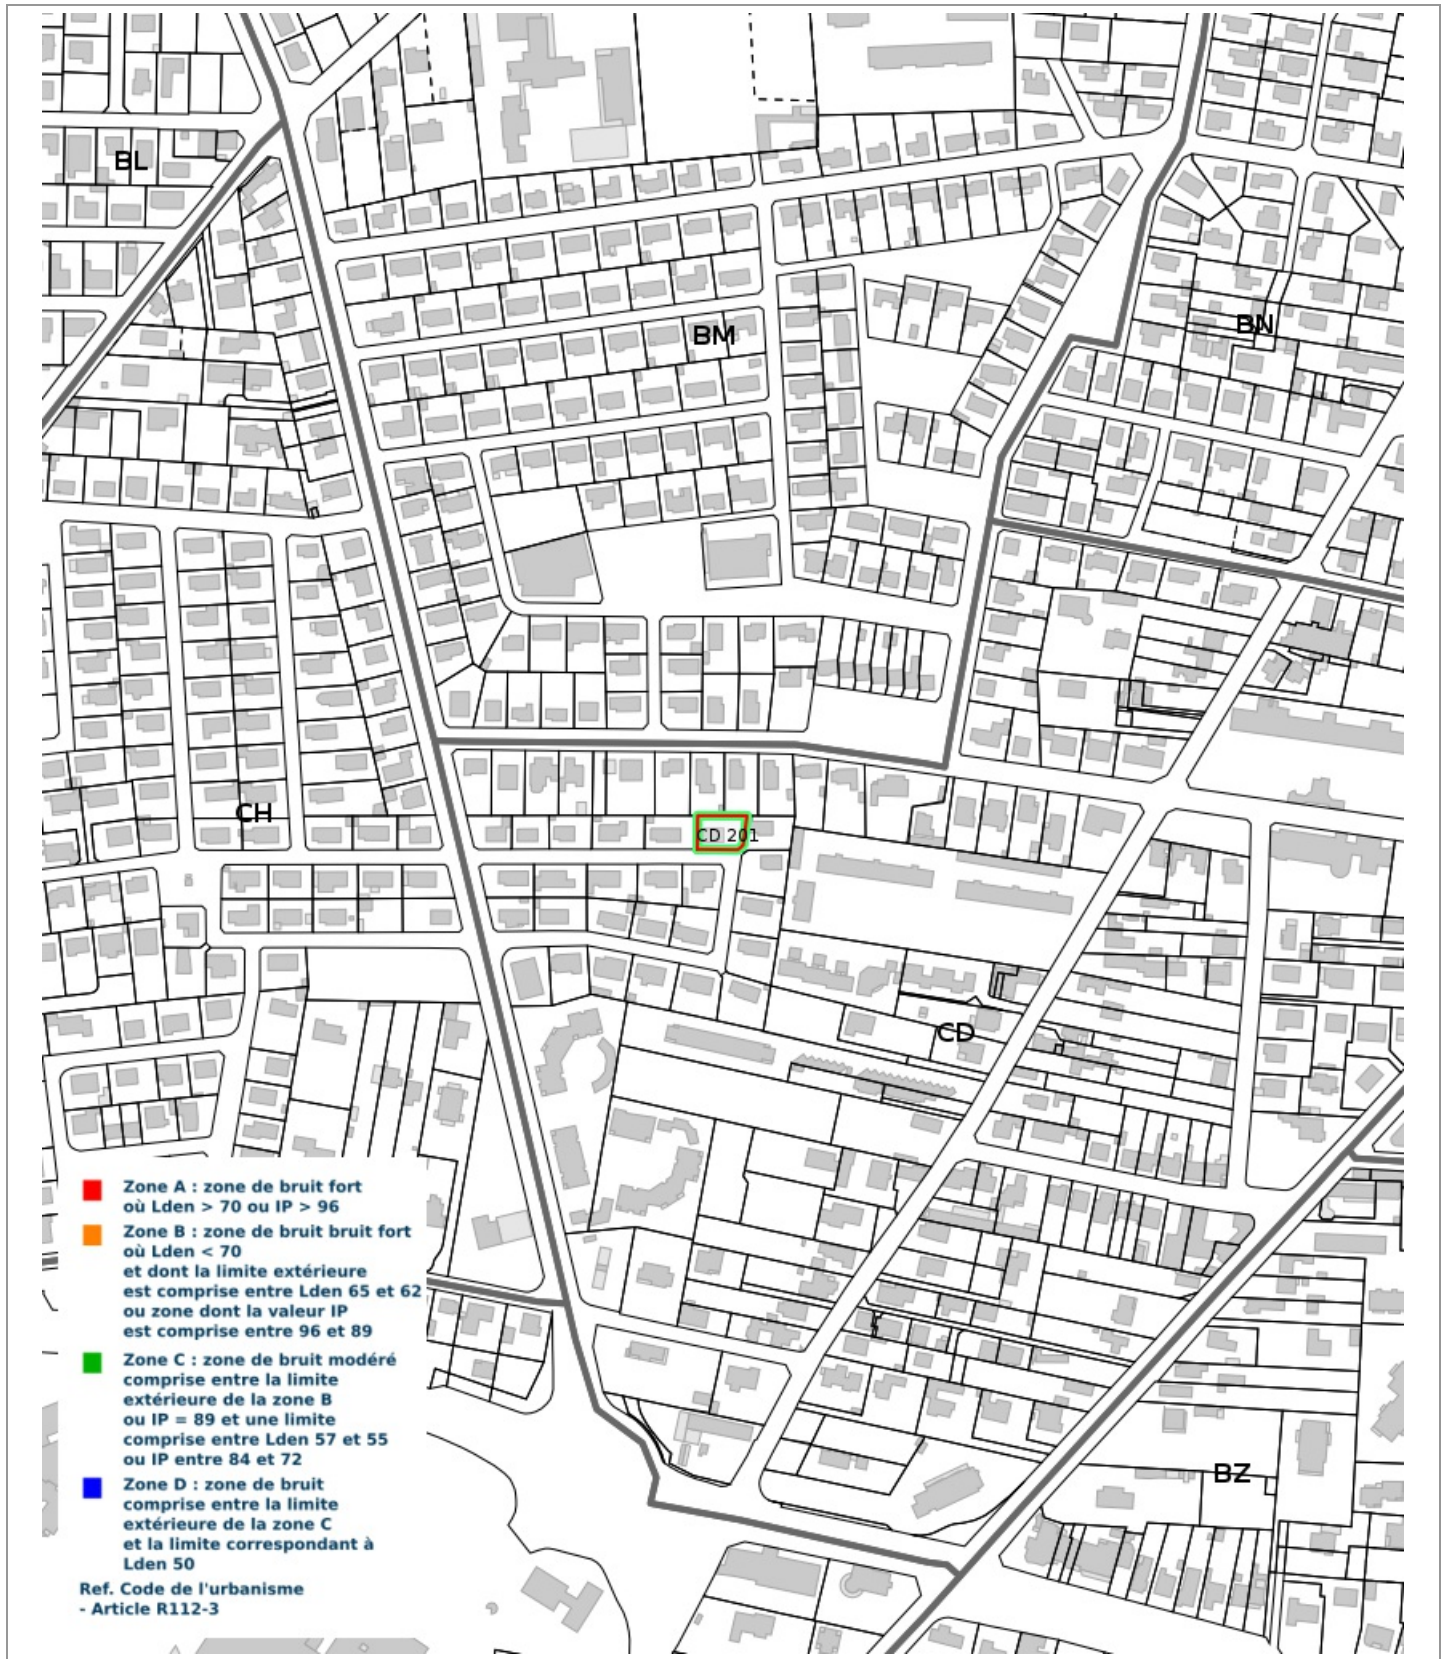 BL
BM
BN
CH
CD 201
CD
BZ
Zone A : zone de bruit fort
où Lden > 70 ou IP > 96
Zone B : zone de bruit bruit fort
où Lden < 70
et dont la limite extérieure
est comprise entre Lden 65 et 62
ou zone dont la valeur IP
est comprise entre 96 et 89
Zone C : zone de bruit modéré
comprise entre la limite
extérieure de la zone B
ou IP = 89 et une limite
comprise entre Lden 57 et 55
ou IP entre 84 et 72
Zone D : zone de bruit
comprise entre la limite
extérieure de la zone C
et la limite correspondant à
Lden 50
Ref. Code de l'urbanisme
- Article R112-3